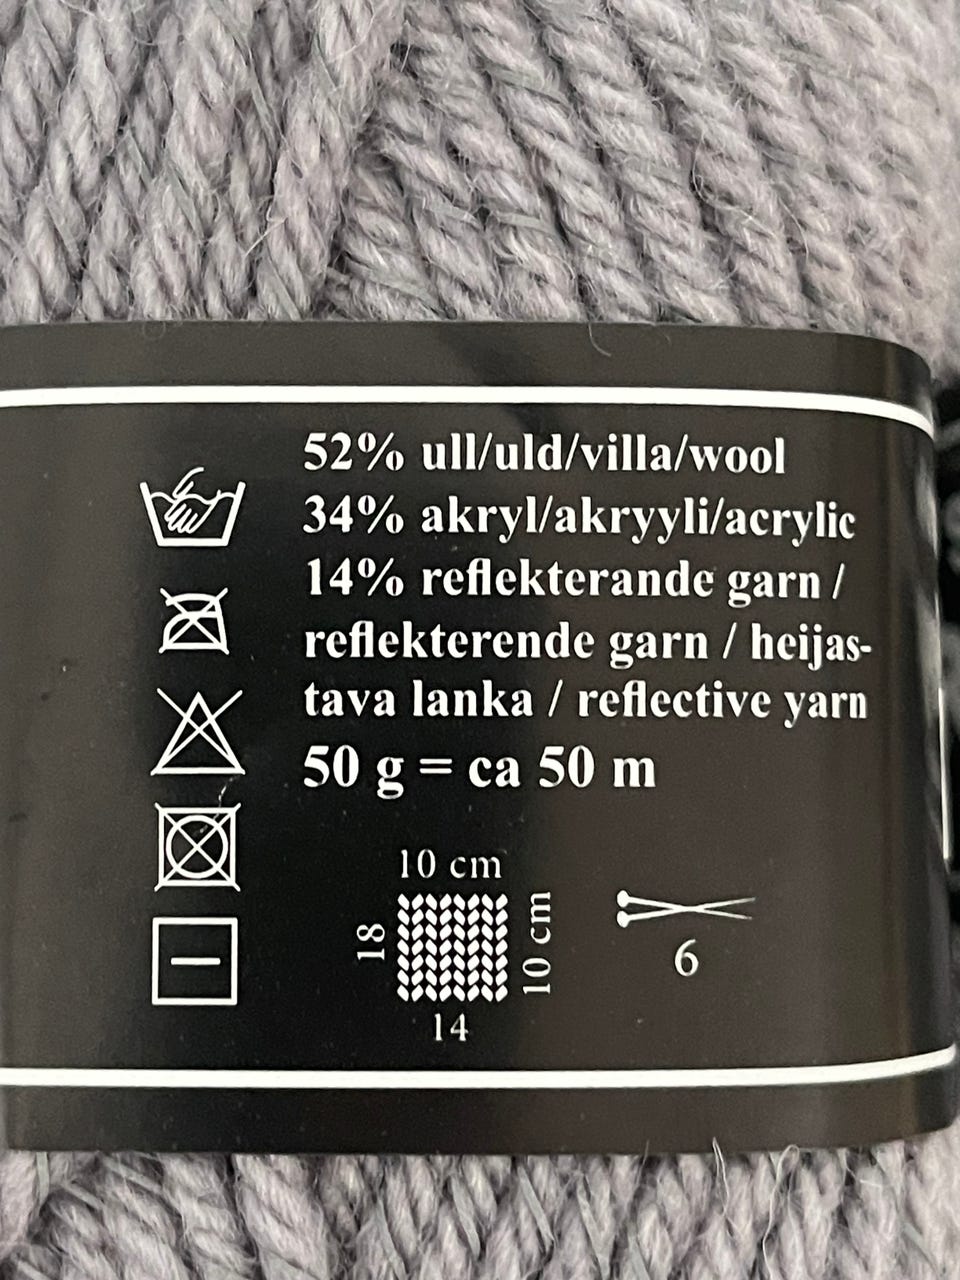 52% ull/uld/villa/wool
34% akryl/akryyli/acrylic
14% reflekterande garn /
reflekterende garn / heijas-
tava lanka / reflective yarn
50 g = ca 50 m
10 cm
18
10 cm
14
6